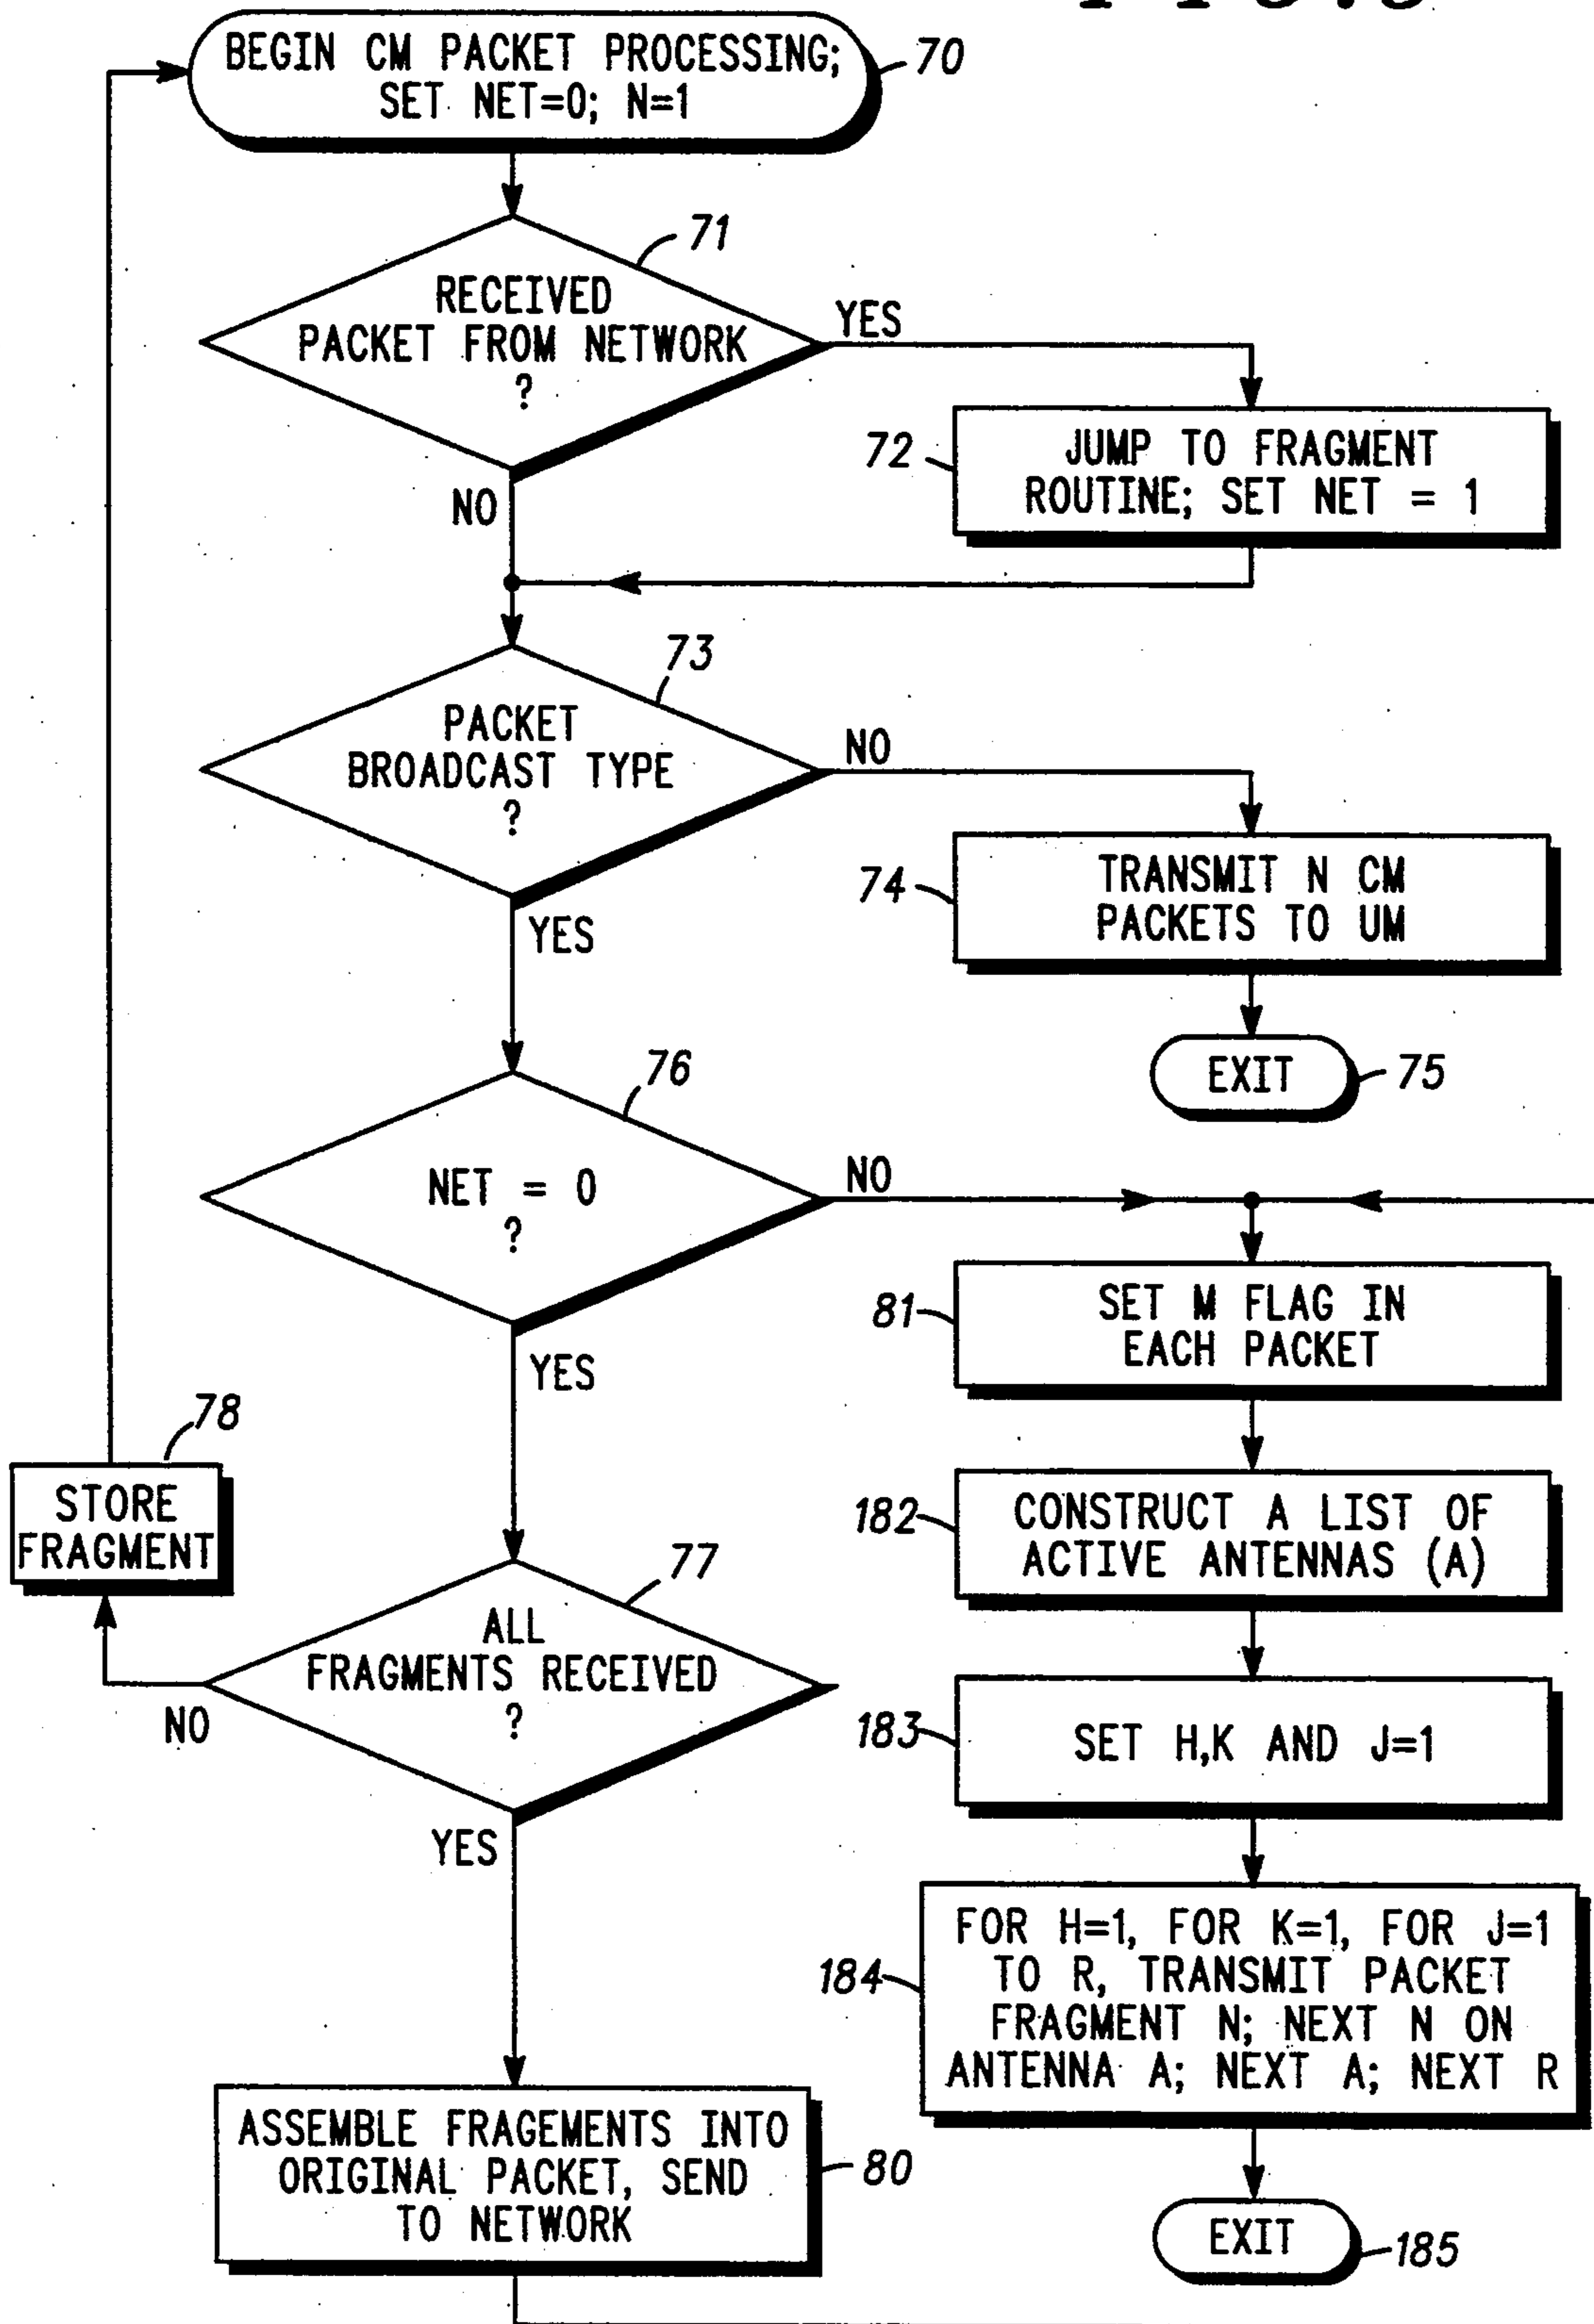 BEGIN CM PACKET PROCESSING;
SET NET=0; N=1
70
71
RECEIVED
PACKET FROM NETWORK
?
YES
NO
72
JUMP TO FRAGMENT
ROUTINE; SET NET = 1
73
PACKET
BROADCAST TYPE
?
NO
YES
74
TRANSMIT N CM
PACKETS TO UM
EXIT
75
76
NET = 0
?
NO
YES
81
SET M FLAG IN
EACH PACKET
78
STORE
FRAGMENT
182
CONSTRUCT A LIST OF
ACTIVE ANTENNAS (A)
77
ALL
FRAGMENTS RECEIVED
?
NO
YES
183
SET H,K AND J=1
184
FOR H=1, FOR K=1, FOR J=1
TO R, TRANSMIT PACKET
FRAGMENT N; NEXT N ON
ANTENNA A; NEXT A; NEXT R
ASSEMBLE FRAGEMENTS INTO
ORIGINAL PACKET, SEND
TO NETWORK
80
EXIT
185